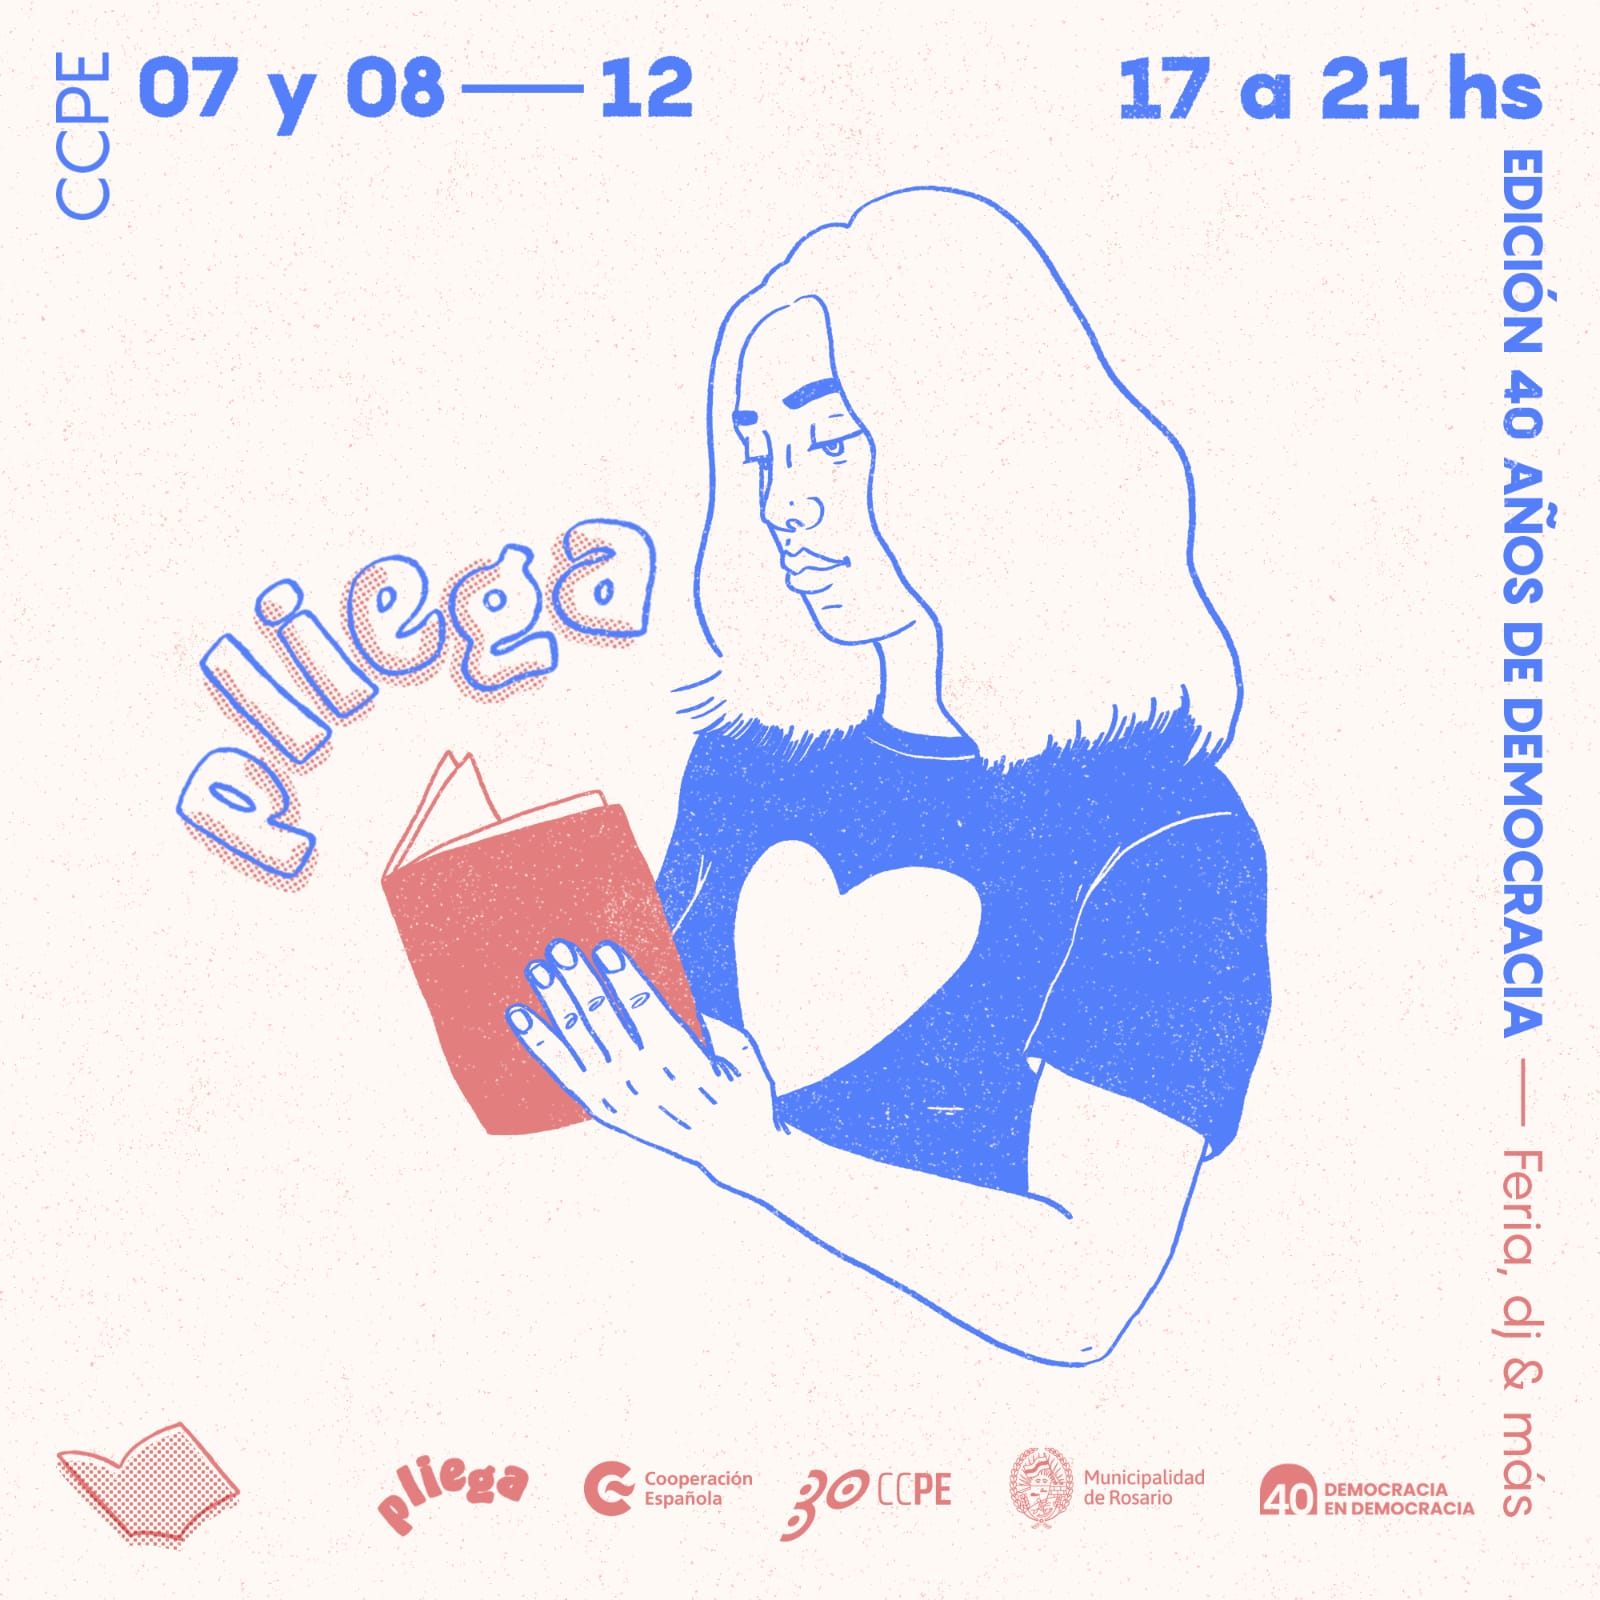 CCPE
07 y 08 — 12
17 a 21 hs
EDICIÓN 40 AÑOS DE DEMOCRACIA — Feria, dj & más
pliega
pliega
Cooperación
Española
30 CCPE
Municipalidad
de Rosario
40 DEMOCRACIA
EN DEMOCRACIA